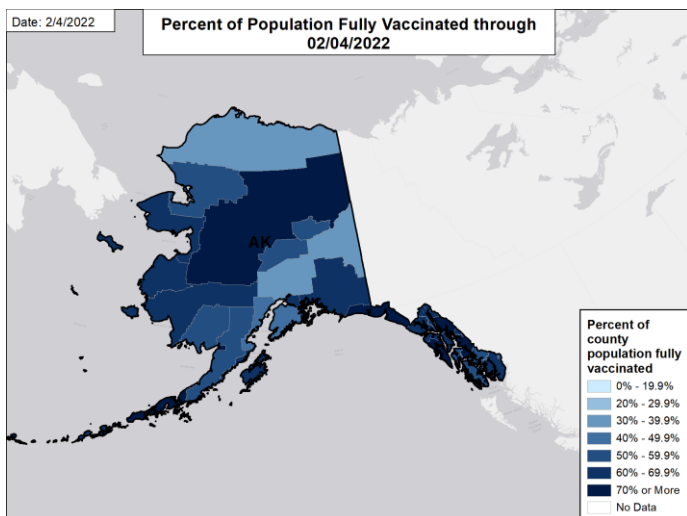 Date: 2/4/2022
Percent of Population Fully Vaccinated through
02/04/2022
AK
Percent of
county
population fully
vaccinated
0% - 19.9%
20% - 29.9%
30% - 39.9%
40% - 49.9%
50% - 59.9%
60% - 69.9%
70% or More
No Data